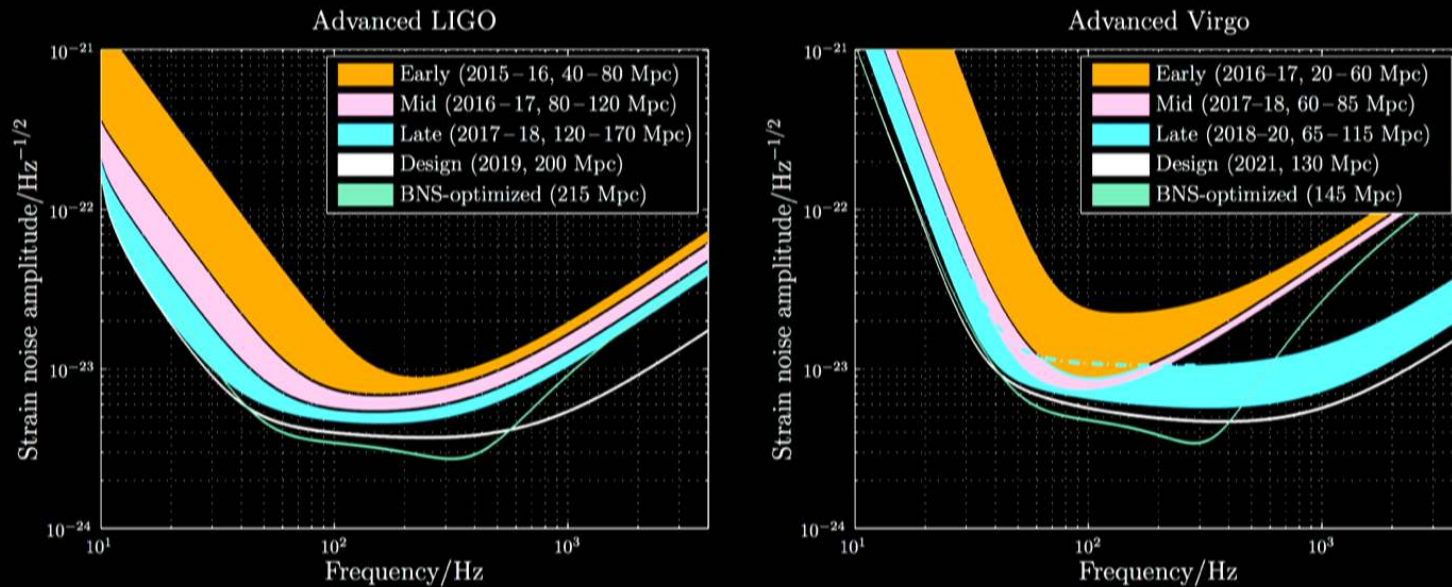 Advanced LIGO
Strain noise amplitude/Hz^{-1/2}
10^{-21}
10^{-22}
10^{-23}
10^{-24}
Early (2015–16, 40–80 Mpc)
Mid (2016–17, 80–120 Mpc)
Late (2017–18, 120–170 Mpc)
Design (2019, 200 Mpc)
BNS-optimized (215 Mpc)
10^1 10^2 10^3
Frequency/Hz
Advanced Virgo
Strain noise amplitude/Hz^{-1/2}
10^{-21}
10^{-22}
10^{-23}
10^{-24}
Early (2016–17, 20–60 Mpc)
Mid (2017–18, 60–85 Mpc)
Late (2018–20, 65–115 Mpc)
Design (2021, 130 Mpc)
BNS-optimized (145 Mpc)
10^1 10^2 10^3
Frequency/Hz